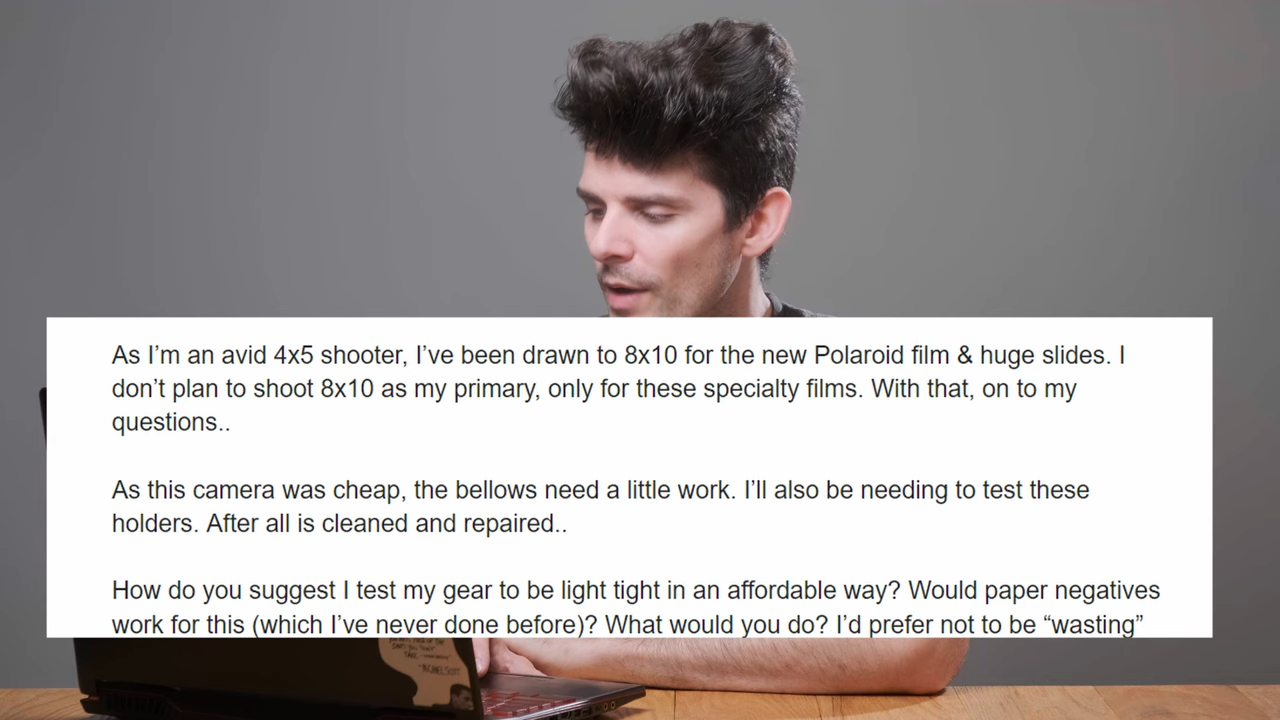 As I’m an avid 4x5 shooter, I’ve been drawn to 8x10 for the new Polaroid film & huge slides. I
don’t plan to shoot 8x10 as my primary, only for these specialty films. With that, on to my
questions..
As this camera was cheap, the bellows need a little work. I’ll also be needing to test these
holders. After all is cleaned and repaired..
How do you suggest I test my gear to be light tight in an affordable way? Would paper negatives
work for this (which I’ve never done before)? What would you do? I’d prefer not to be “wasting”